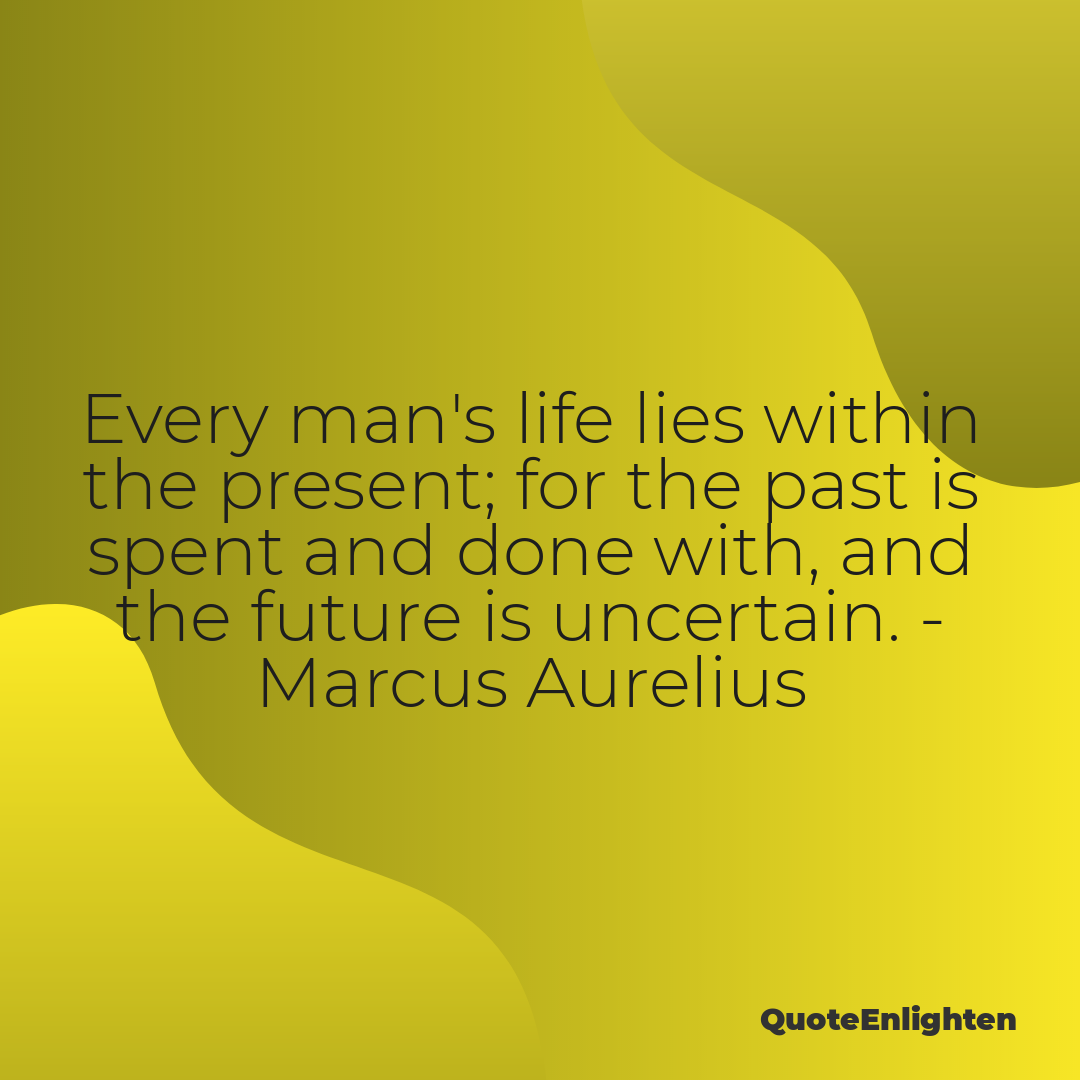 Every man's life lies within
the present; for the past is
spent and done with, and
the future is uncertain. -
Marcus Aurelius
QuoteEnlighten